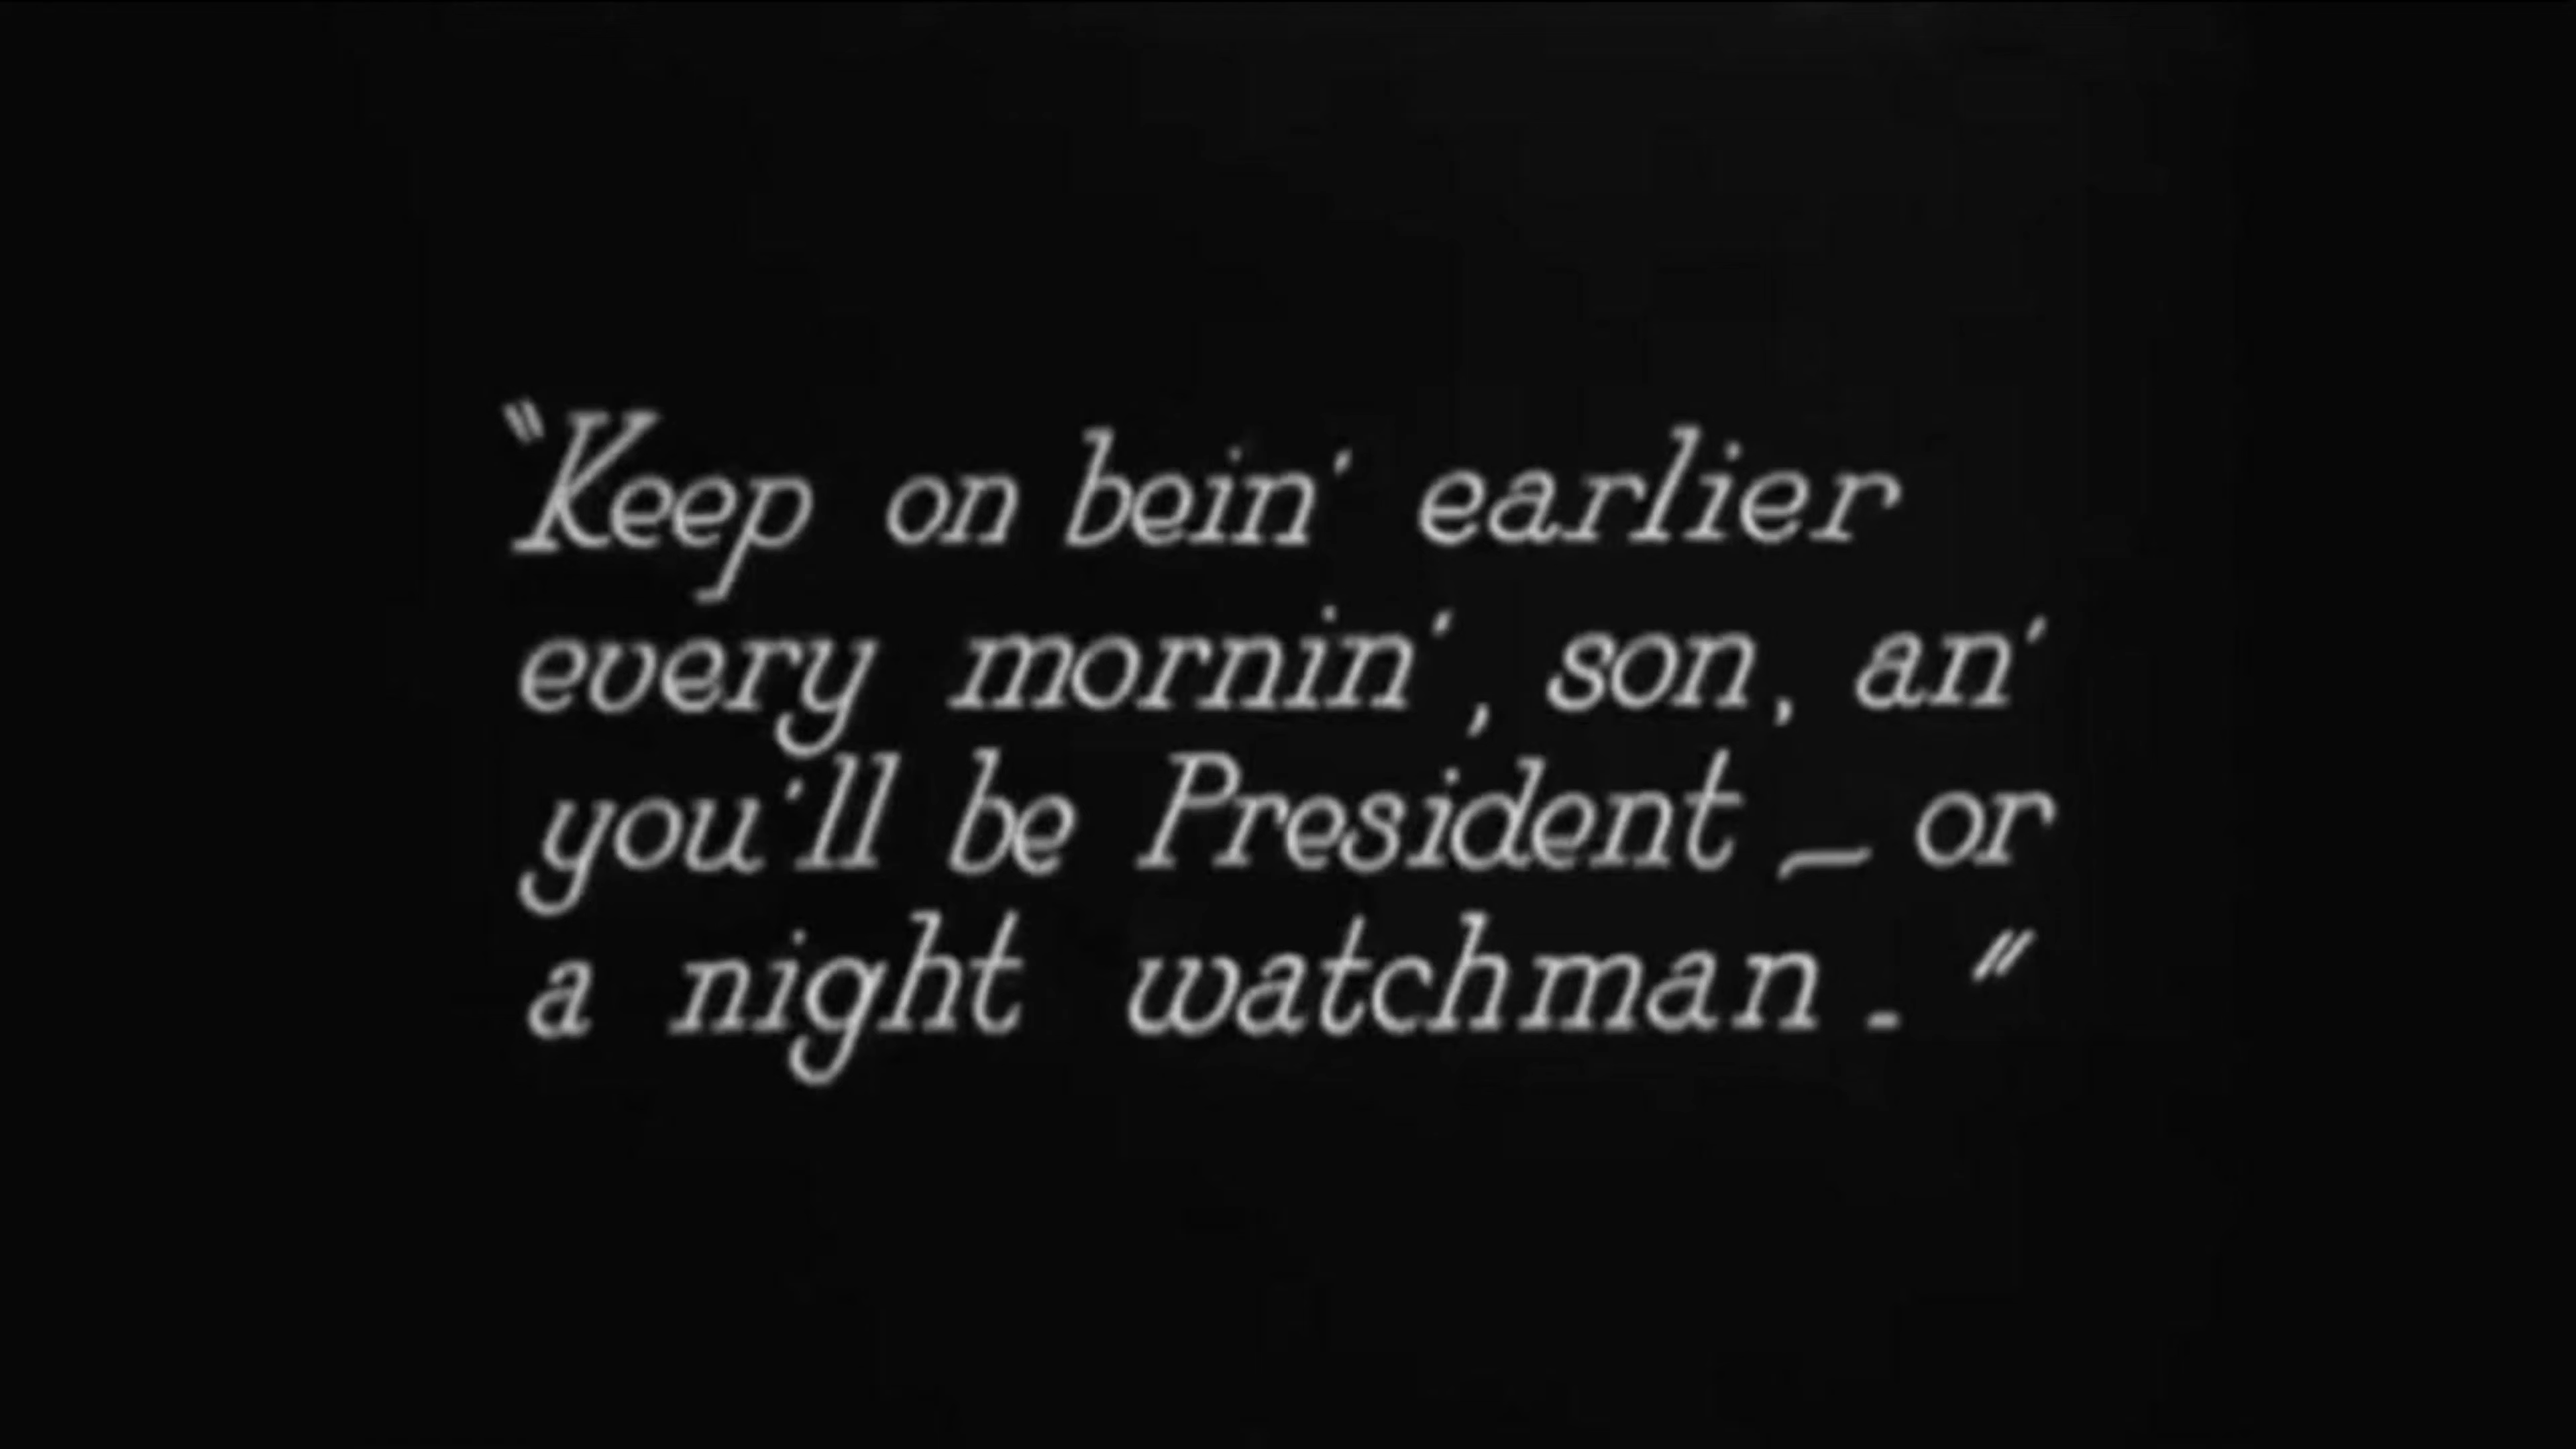 "Keep on bein' earlier
every mornin', son, an'
you'll be President — or
a night watchman."